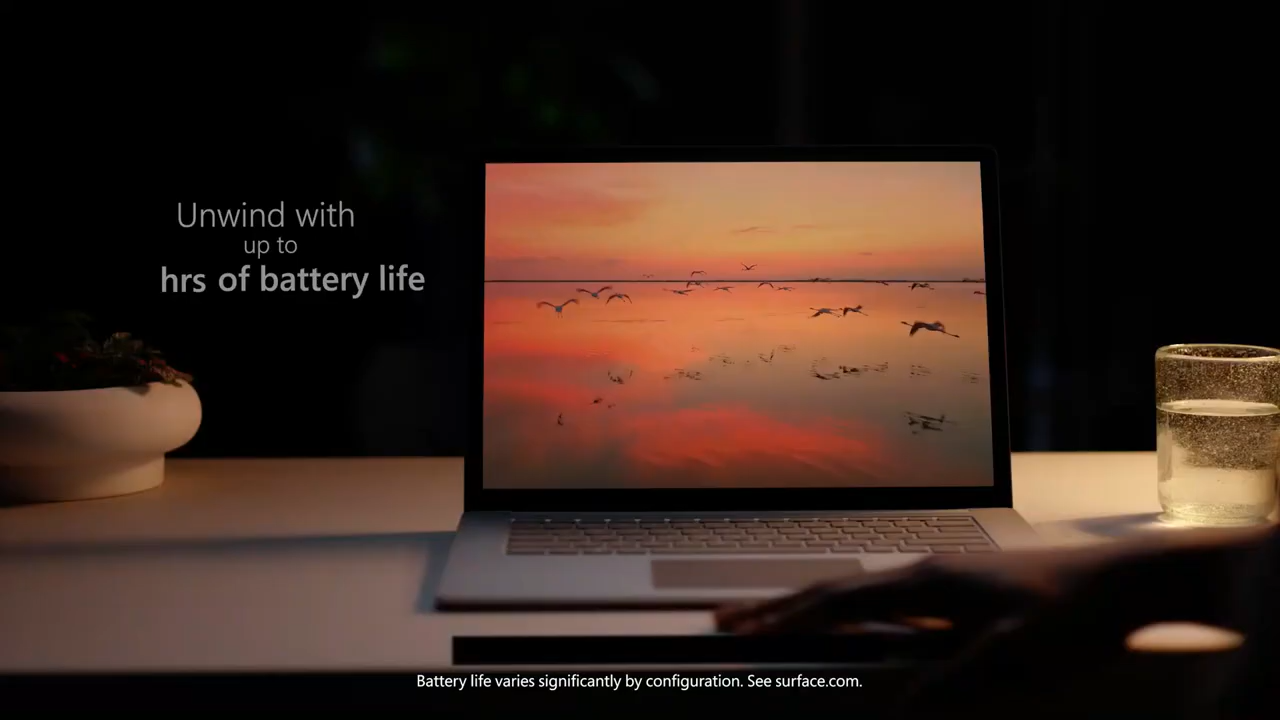 Unwind with
up to
hrs of battery life
Battery life varies significantly by configuration. See surface.com.